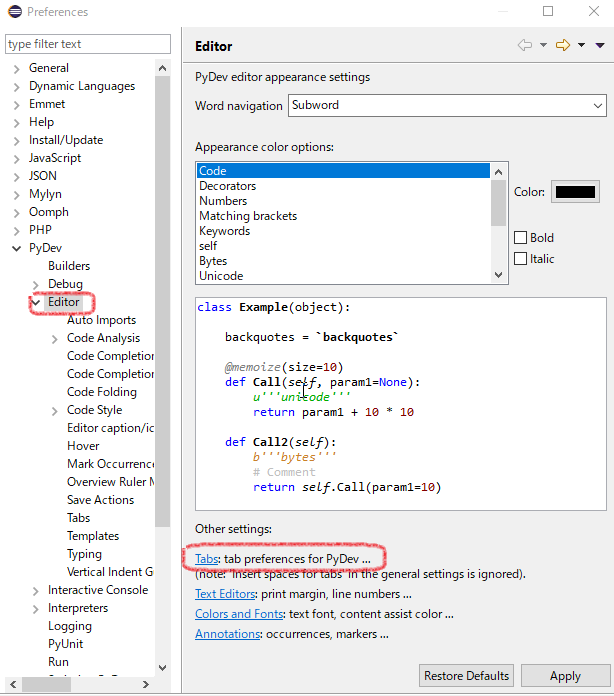 Preferences
type filter text
General
Dynamic Languages
Emmet
Help
Install/Update
JavaScript
JSON
Mylyn
Oomph
PHP
PyDev
Builders
Debug
Editor
Auto Imports
Code Analysis
Code Completion
Code Completion
Code Folding
Code Style
Editor caption/ic
Hover
Mark Occurrence
Overview Ruler M
Save Actions
Tabs
Templates
Typing
Vertical Indent G
Interactive Console
Interpreters
Logging
PyUnit
Run
Editor
PyDev editor appearance settings
Word navigation Subword
Appearance color options:
Code
Decorators
Numbers
Matching brackets
Keywords
self
Bytes
Unicode
Color:
Bold
Italic
class Example(object):
backquotes = `backquotes`
@memoize(size=10)
def Call(self, param1=None):
u'''unicode'''
return param1 + 10 * 10
def Call2(self):
b'''bytes'''
# Comment
return self.Call(param1=10)
Other settings:
Tabs: tab preferences for PyDev ...
(note: 'Insert spaces for tabs' in the general settings is ignored).
Text Editors: print margin, line numbers ...
Colors and Fonts: text font, content assist color ...
Annotations: occurrences, markers ...
Restore Defaults Apply